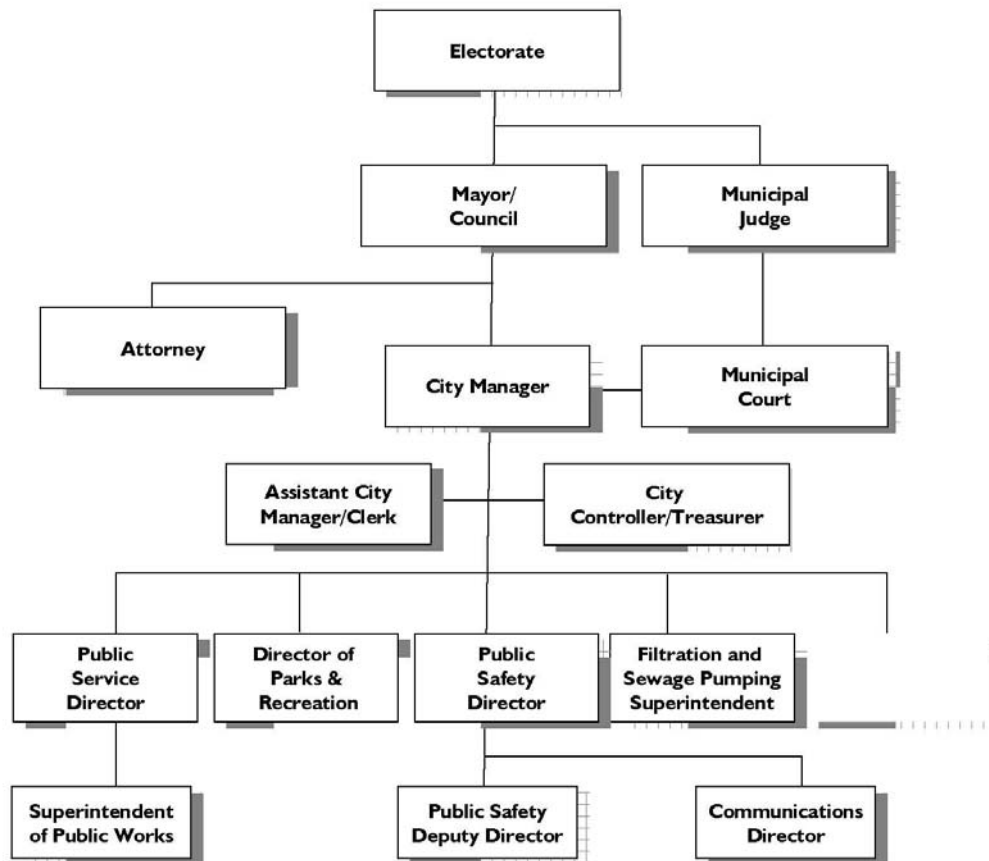 Electorate
Mayor/
Council
Municipal
Judge
Attorney
City Manager
Municipal
Court
Assistant City
Manager/Clerk
City
Controller/Treasurer
Public
Service
Director
Director of
Parks &
Recreation
Public
Safety
Director
Filtration and
Sewage Pumping
Superintendent
Superintendent
of Public Works
Public Safety
Deputy Director
Communications
Director